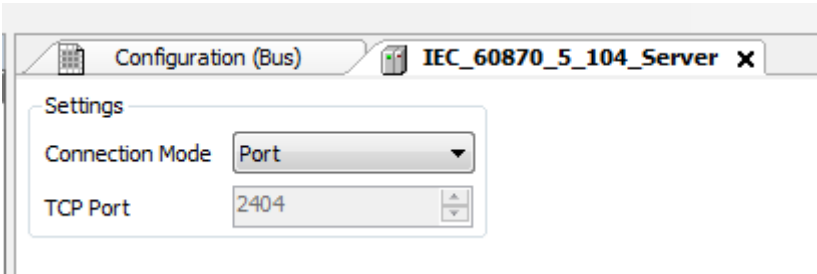 Configuration (Bus) IEC_60870_5_104_Server
Settings
Connection Mode Port
TCP Port 2404